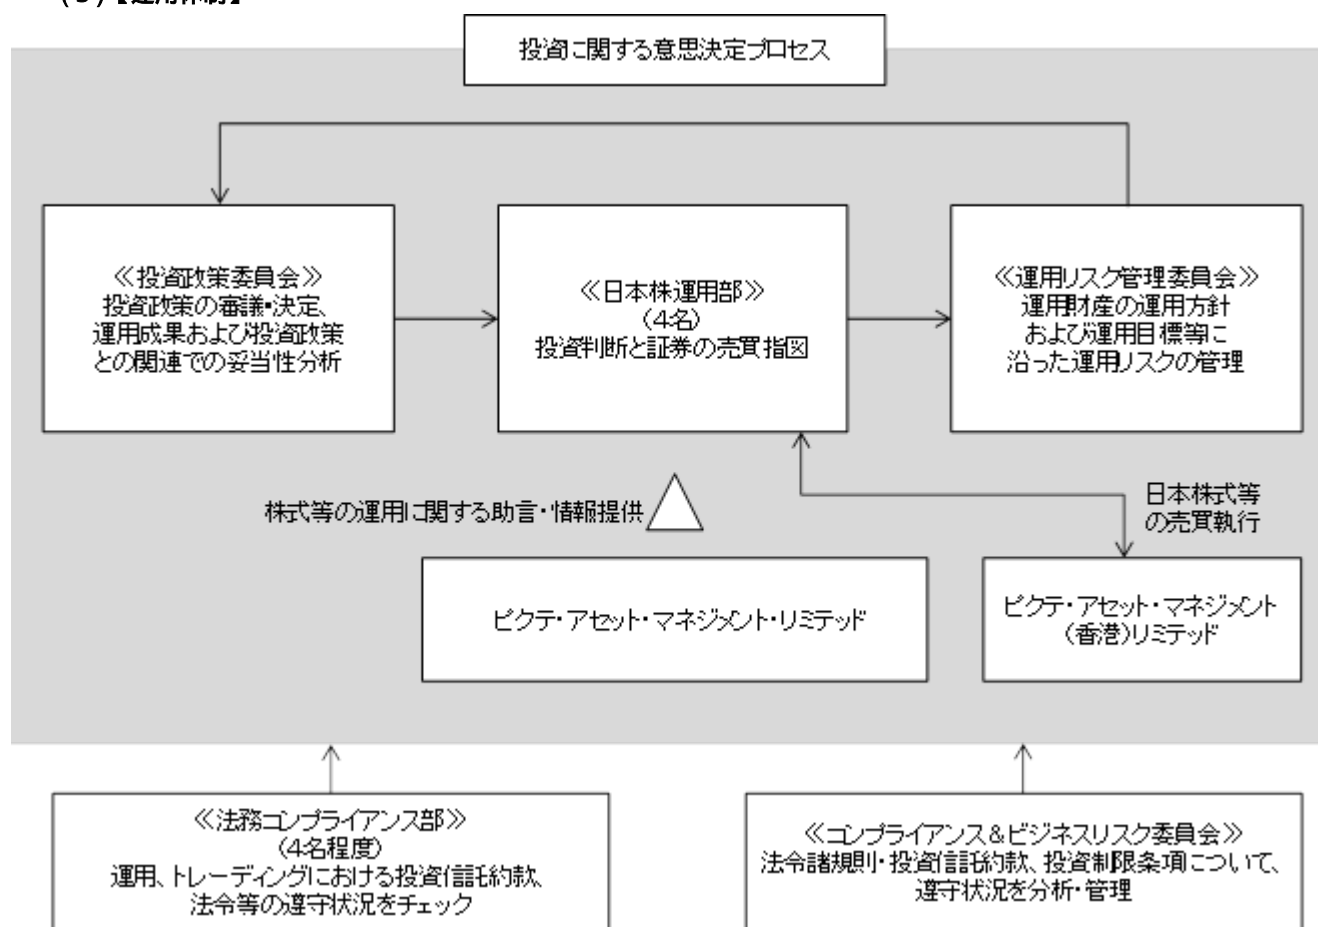 (3)【運用体制】
投資に関する意思決定プロセス
≪投資政策委員会≫
投資政策の審議・決定、
運用成果および投資政策
との関連での妥当性分析
≪日本株運用部≫
(4名)
投資判断と証券の売買指図
≪運用リスク管理委員会≫
運用財産の運用方針
および運用目標等に
沿った運用リスクの管理
株式等の運用に関する助言・情報提供
日本株式等
の売買執行
ピクテ・アセット・マネジメント・リミテッド
ピクテ・アセット・マネジメント
(香港)リミテッド
≪法務コンプライアンス部≫
(4名程度)
運用、トレーディングにおける投資信託約款、
法令等の遵守状況をチェック
≪コンプライアンス&ビジネスリスク委員会≫
法令諸規則・投資信託約款、投資制限条項について、
遵守状況を分析・管理